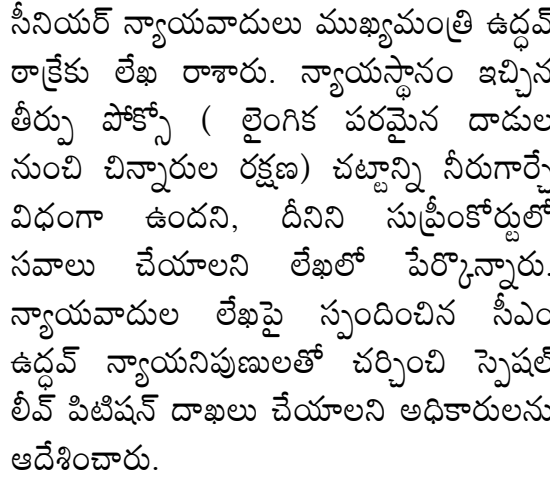 సీనియర్ న్యాయవాదులు ముఖ్యమంత్రి ఉద్ధవ్
ఠాక్రేకు లేఖ రాశారు. న్యాయస్థానం ఇచ్చిన
తీర్పు పోక్సో ( లైంగిక పరమైన దాడుల
నుంచి చిన్నారుల రక్షణ) చట్టాన్ని నీరుగార్చే
విధంగా ఉందని, దీనిని సుప్రీంకోర్టులో
సవాలు చేయాలని లేఖలో పేర్కొన్నారు.
న్యాయవాదుల లేఖపై స్పందించిన సీఎం
ఉద్ధవ్ న్యాయనిపుణులతో చర్చించి స్పెషల్
లీవ్ పిటిషన్ దాఖలు చేయాలని అధికారులను
ఆదేశించారు.